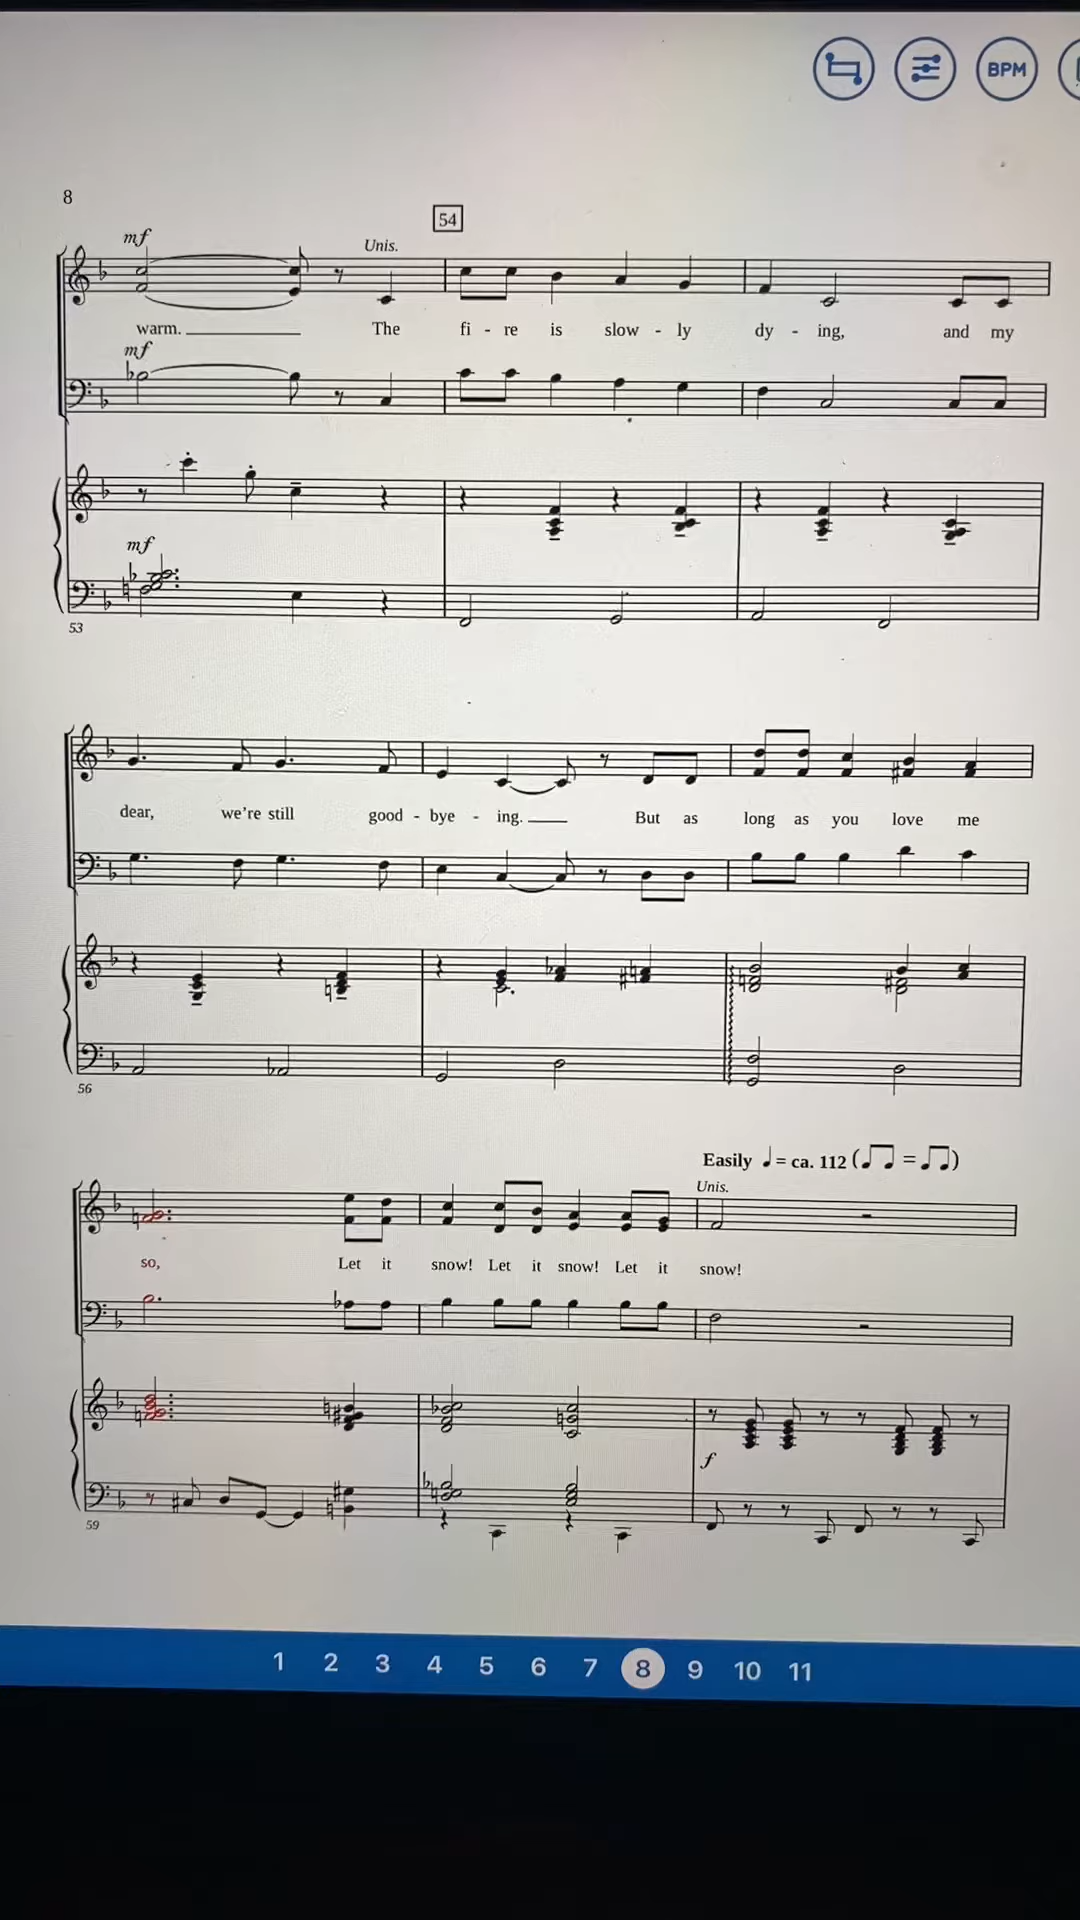 BPM
8
54
mf
Unis.
warm. The fi - re is slow - ly dy - ing, and my
mf
mf
53
dear, we're still good - bye - ing. But as long as you love me
56
Easily ♩ = ca. 112 (♫ = ♫)
Unis.
so, Let it snow! Let it snow! Let it snow!
f
59
1 2 3 4 5 6 7 8 9 10 11